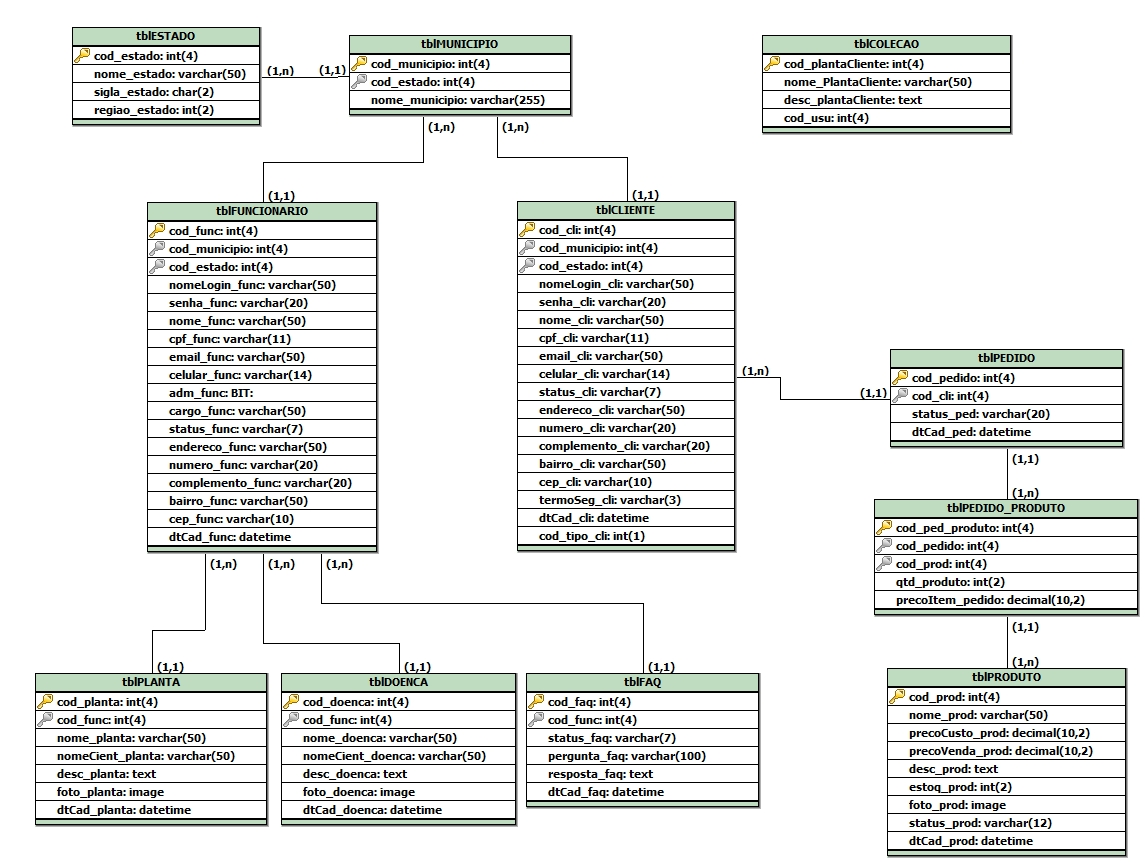 tblESTADO
cod_estado: int(4)
nome_estado: varchar(50)
sigla_estado: char(2)
regiao_estado: int(2)
(1,n)
(1,1)
tblMUNICIPIO
cod_municipio: int(4)
cod_estado: int(4)
nome_municipio: varchar(255)
(1,n)
(1,n)
tblCOLECAO
cod_plantaCliente: int(4)
nome_PlantaCliente: varchar(50)
desc_plantaCliente: text
cod_usu: int(4)
(1,1)
tblFUNCIONARIO
cod_func: int(4)
cod_municipio: int(4)
cod_estado: int(4)
nomeLogin_func: varchar(50)
senha_func: varchar(20)
nome_func: varchar(50)
cpf_func: varchar(11)
email_func: varchar(50)
celular_func: varchar(14)
adm_func: BIT:
cargo_func: varchar(50)
status_func: varchar(7)
endereco_func: varchar(50)
numero_func: varchar(20)
complemento_func: varchar(20)
bairro_func: varchar(50)
cep_func: varchar(10)
dtCad_func: datetime
(1,n)
(1,n)
(1,n)
(1,1)
tblCLIENTE
cod_cli: int(4)
cod_municipio: int(4)
cod_estado: int(4)
nomeLogin_cli: varchar(50)
senha_cli: varchar(20)
nome_cli: varchar(50)
cpf_cli: varchar(11)
email_cli: varchar(50)
celular_cli: varchar(14)
status_cli: varchar(7)
endereco_cli: varchar(50)
numero_cli: varchar(20)
complemento_cli: varchar(20)
bairro_cli: varchar(50)
cep_cli: varchar(10)
termoSeg_cli: varchar(3)
dtCad_cli: datetime
cod_tipo_cli: int(1)
(1,n)
(1,1)
tblPEDIDO
cod_pedido: int(4)
cod_cli: int(4)
status_ped: varchar(20)
dtCad_ped: datetime
(1,1)
(1,n)
tblPEDIDO_PRODUTO
cod_ped_produto: int(4)
cod_pedido: int(4)
cod_prod: int(4)
qtd_produto: int(2)
precoItem_pedido: decimal(10,2)
(1,1)
(1,n)
tblPRODUTO
cod_prod: int(4)
nome_prod: varchar(50)
precoCusto_prod: decimal(10,2)
precoVenda_prod: decimal(10,2)
desc_prod: text
estoq_prod: int(2)
foto_prod: image
status_prod: varchar(12)
dtCad_prod: datetime
(1,1)
tblPLANTA
cod_planta: int(4)
cod_func: int(4)
nome_planta: varchar(50)
nomeCient_planta: varchar(50)
desc_planta: text
foto_planta: image
dtCad_planta: datetime
(1,1)
tblDOENCA
cod_doenca: int(4)
cod_func: int(4)
nome_doenca: varchar(50)
nomeCient_doenca: varchar(50)
desc_doenca: text
foto_doenca: image
dtCad_doenca: datetime
(1,1)
tblFAQ
cod_faq: int(4)
cod_func: int(4)
status_faq: varchar(7)
pergunta_faq: varchar(100)
resposta_faq: text
dtCad_faq: datetime